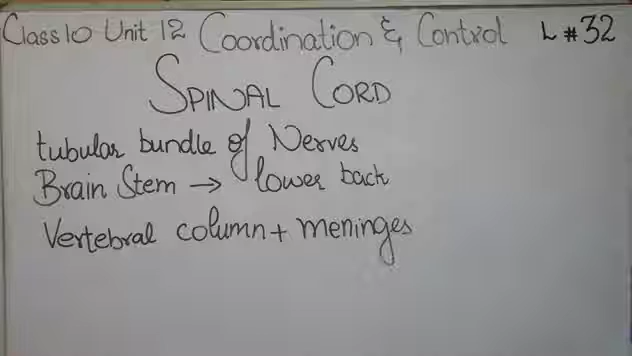 Class 10 Unit 12 Coordination & Control L # 32
SPINAL CORD
tubular bundle of Nerves
Brain Stem → lower back
Vertebral column + meninges